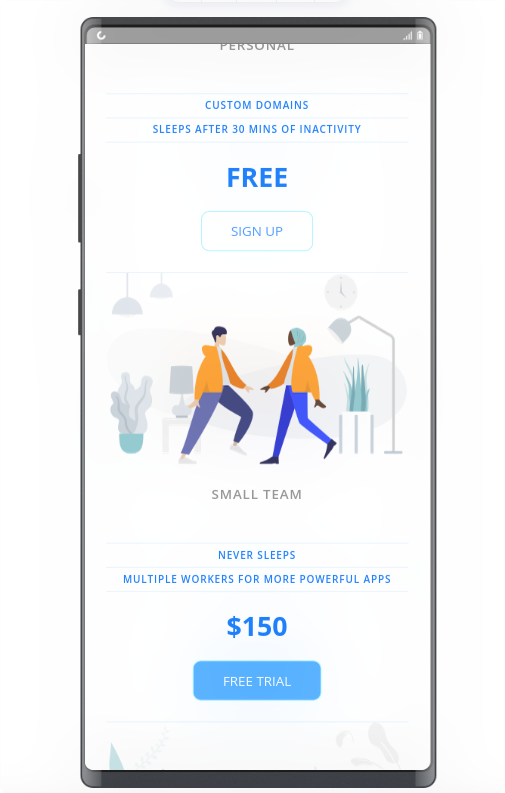 PERSONAL
CUSTOM DOMAINS
SLEEPS AFTER 30 MINS OF INACTIVITY
FREE
SIGN UP
SMALL TEAM
NEVER SLEEPS
MULTIPLE WORKERS FOR MORE POWERFUL APPS
$150
FREE TRIAL